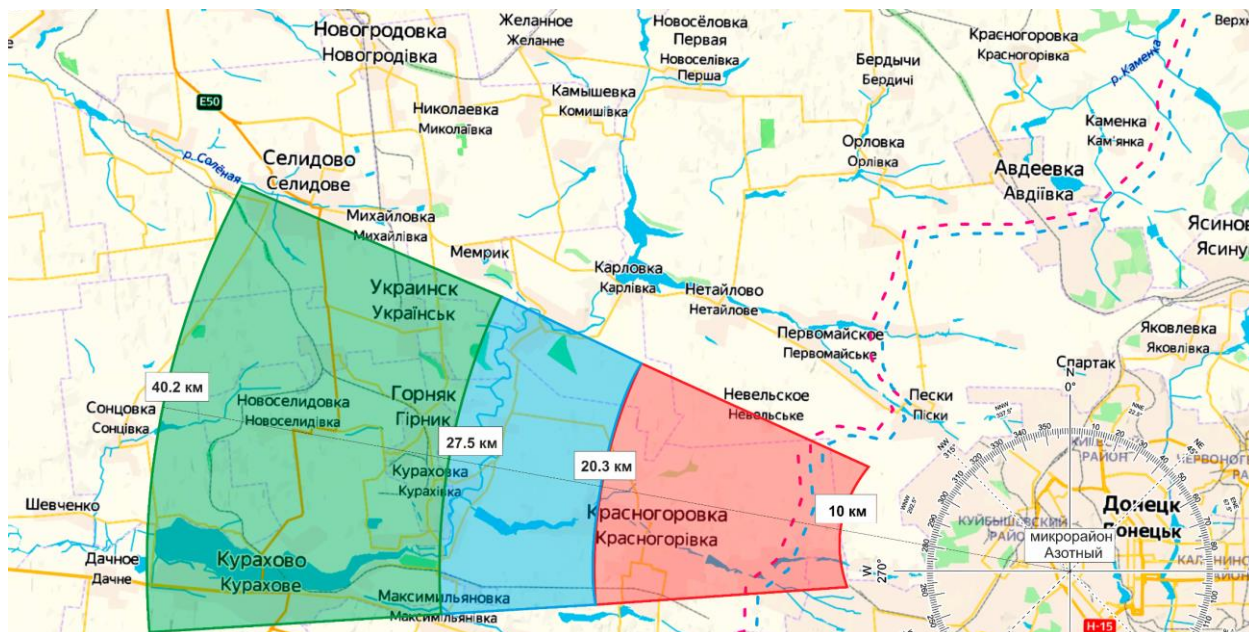 Новогродовка
Новогродівка
Желанное
Желанне
Новосёловка
Первая
Новоселівка
Перша
Красногоровка
Красногорівка
Верх
р. Каменка
Бердычи
Бердичі
E50
Николаевка
Миколаївка
Камышевка
Комишівка
Каменка
Кам'янка
Орловка
Орлівка
Авдеевка
Авдіївка
р. Солёная
Селидово
Селидове
Михайловка
Михайлівка
Мемрик
Ясинов
Ясину
Карловка
Карлівка
Нетайлово
Нетайлове
Украинск
Українськ
Первомайское
Первомайське
Яковлевка
Яковлівка
Спартак
N
0°
40.2 км
Сонцовка
Сонцівка
Новоселидовка
Новоселидівка
Горняк
Гірник
Невельское
Невельське
Пески
Піски
27.5 км
20.3 км
Кураховка
Курахівка
Шевченко
Красногоровка
Красногорівка
10 км
КУЙБЫШЕВСКИЙ
Донецк
Донецьк
микрорайон
Азотный
Дачное
Дачне
Курахово
Курахове
W
270°
Максимильяновка
Максимильянівка
H-15